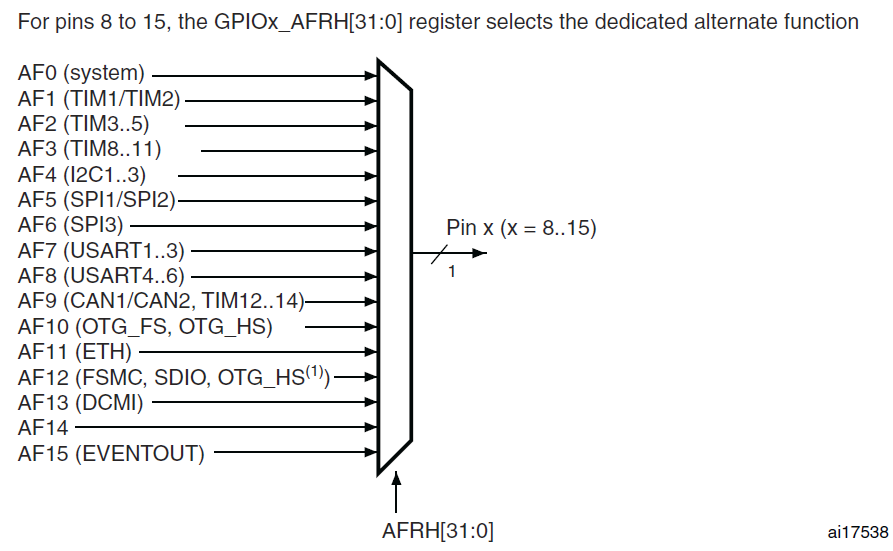 For pins 8 to 15, the GPIOx_AFRH[31:0] register selects the dedicated alternate function
AF0 (system)
AF1 (TIM1/TIM2)
AF2 (TIM3..5)
AF3 (TIM8..11)
AF4 (I2C1..3)
AF5 (SPI1/SPI2)
AF6 (SPI3)
AF7 (USART1..3)
AF8 (USART4..6)
AF9 (CAN1/CAN2, TIM12..14)
AF10 (OTG_FS, OTG_HS)
AF11 (ETH)
AF12 (FSMC, SDIO, OTG_HS(1))
AF13 (DCMI)
AF14
AF15 (EVENTOUT)
Pin x (x = 8..15)
1
AFRH[31:0]
ai17538